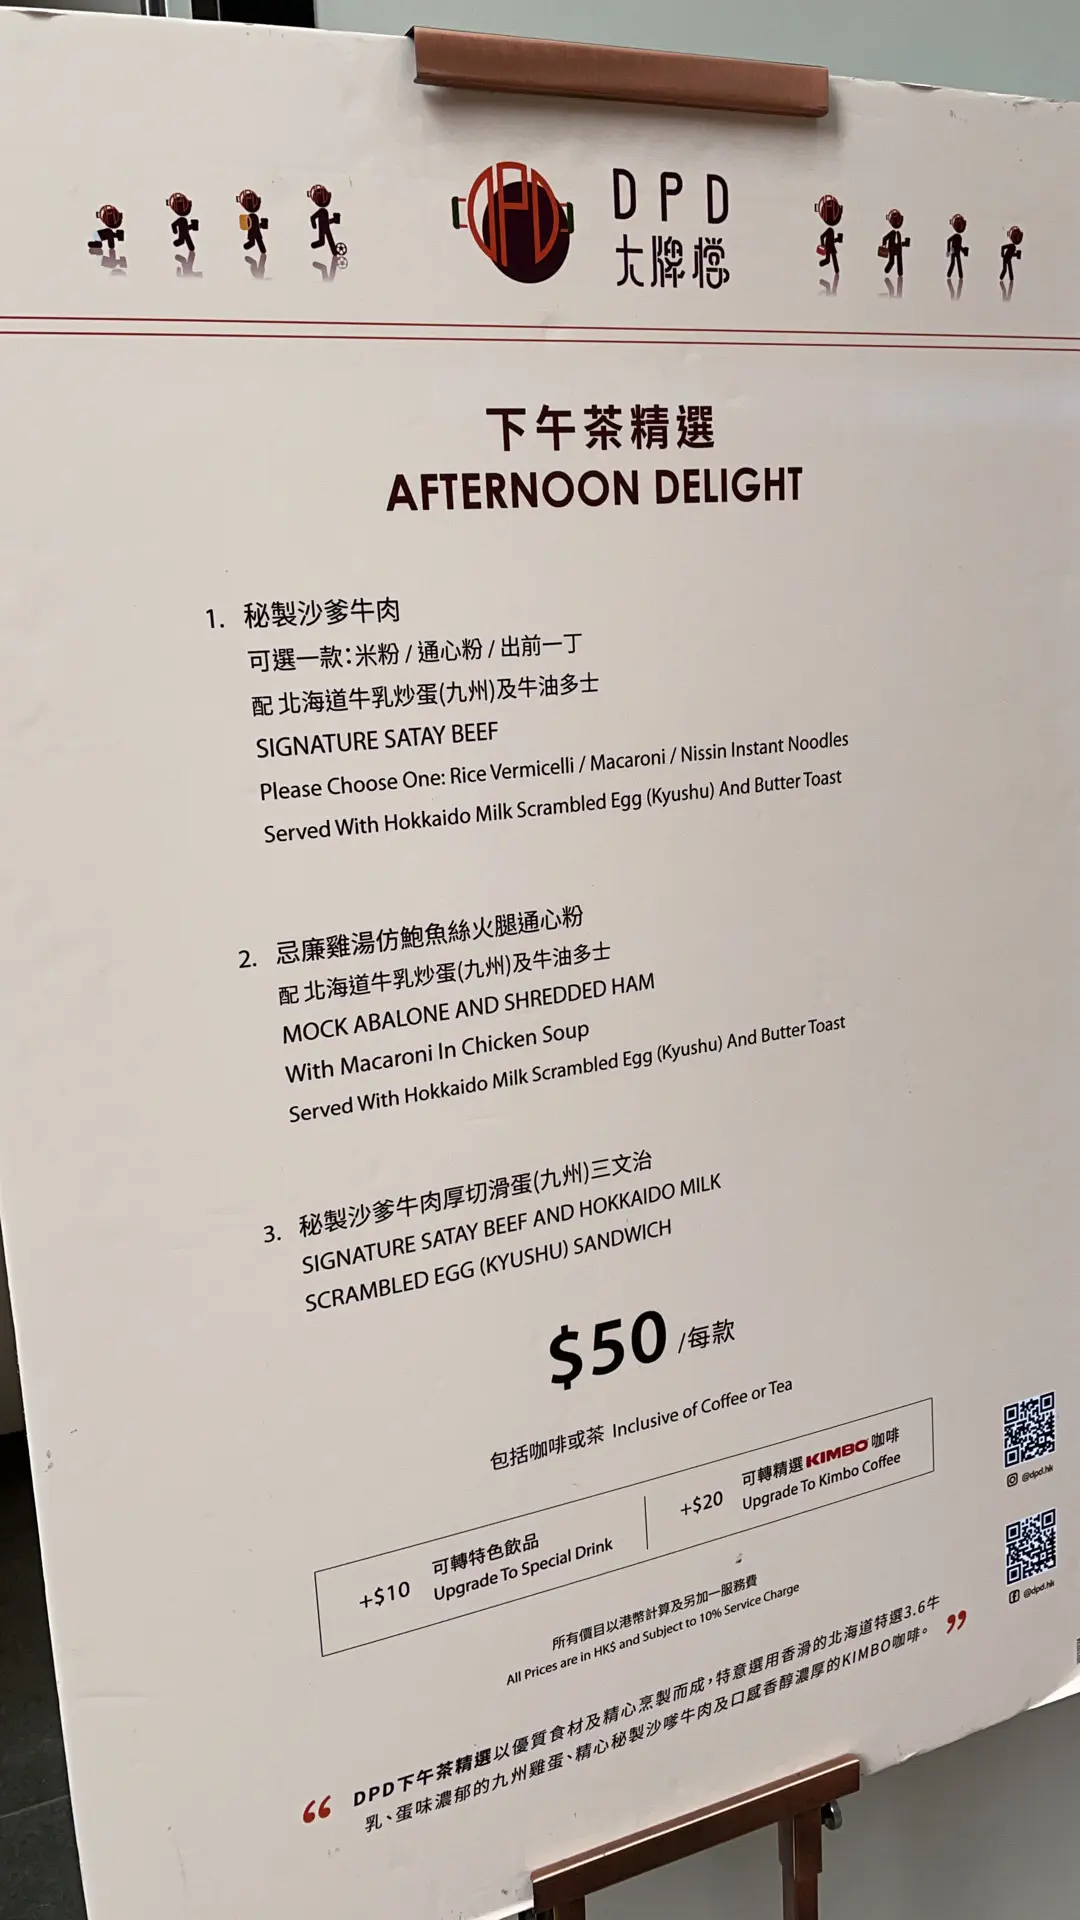 DPD
大牌檔
下午茶精選
AFTERNOON DELIGHT
1. 秘製沙爹牛肉
可選一款：米粉 / 通心粉 / 出前一丁
配 北海道牛乳炒蛋(九州)及牛油多士
SIGNATURE SATAY BEEF
Please Choose One: Rice Vermicelli / Macaroni / Nissin Instant Noodles
Served With Hokkaido Milk Scrambled Egg (Kyushu) And Butter Toast
2. 忌廉雞湯仿鮑魚絲火腿通心粉
配 北海道牛乳炒蛋(九州)及牛油多士
MOCK ABALONE AND SHREDDED HAM
With Macaroni In Chicken Soup
Served With Hokkaido Milk Scrambled Egg (Kyushu) And Butter Toast
3. 秘製沙爹牛肉厚切滑蛋(九州)三文治
SIGNATURE SATAY BEEF AND HOKKAIDO MILK
SCRAMBLED EGG (KYUSHU) SANDWICH
$50 /每款
包括咖啡或茶 Inclusive of Coffee or Tea
+$10 可轉特色飲品
Upgrade To Special Drink
+$20 可轉精選KIMBO咖啡
Upgrade To Kimbo Coffee
所有價目以港幣計算及另加一服務費
All Prices are in HK$ and Subject to 10% Service Charge
@dpd.hk
@dpd.hk
“ DPD下午茶精選以優質食材及精心烹製而成，特意選用香滑的北海道特選3.6牛
乳、蛋味濃郁的九州雞蛋、精心秘製沙嗲牛肉及口感香醇濃厚的KIMBO咖啡。 ”